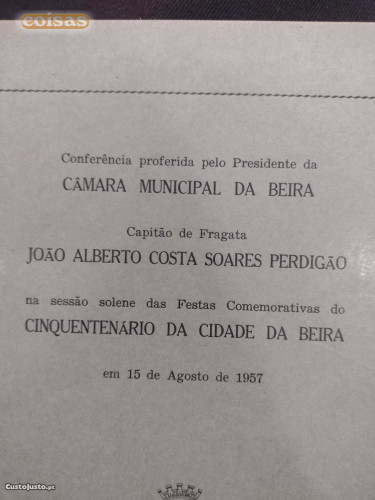 coisas
Conferência proferida pelo Presidente da
CÂMARA MUNICIPAL DA BEIRA
Capitão de Fragata
JOÃO ALBERTO COSTA SOARES PERDIGÃO
na sessão solene das Festas Comemorativas do
CINQUENTENÁRIO DA CIDADE DA BEIRA
em 15 de Agosto de 1957
CustoJusto.pt